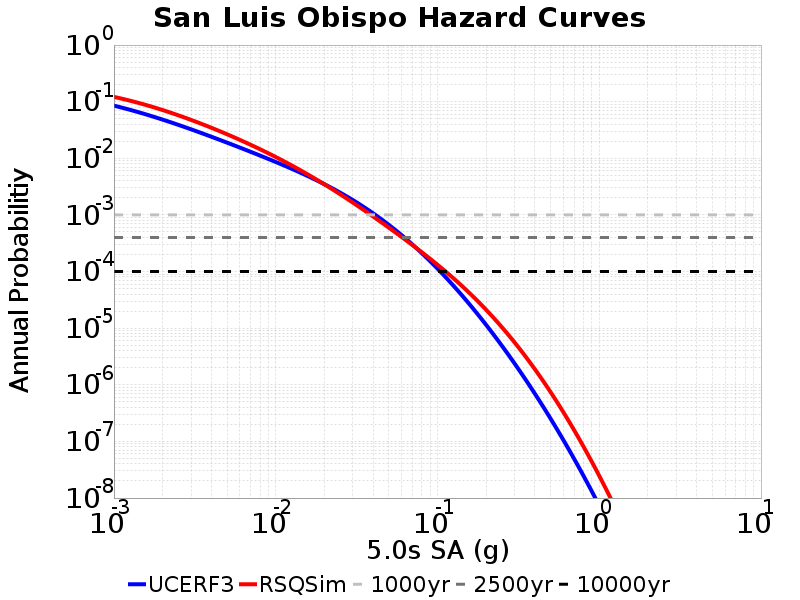 San Luis Obispo Hazard Curves
Annual Probabilitiy
10^0
10^-1
10^-2
10^-3
10^-4
10^-5
10^-6
10^-7
10^-8
10^-3 10^-2 10^-1 10^0 10^1
5.0s SA (g)
UCERF3 RSQSim 1000yr 2500yr 10000yr